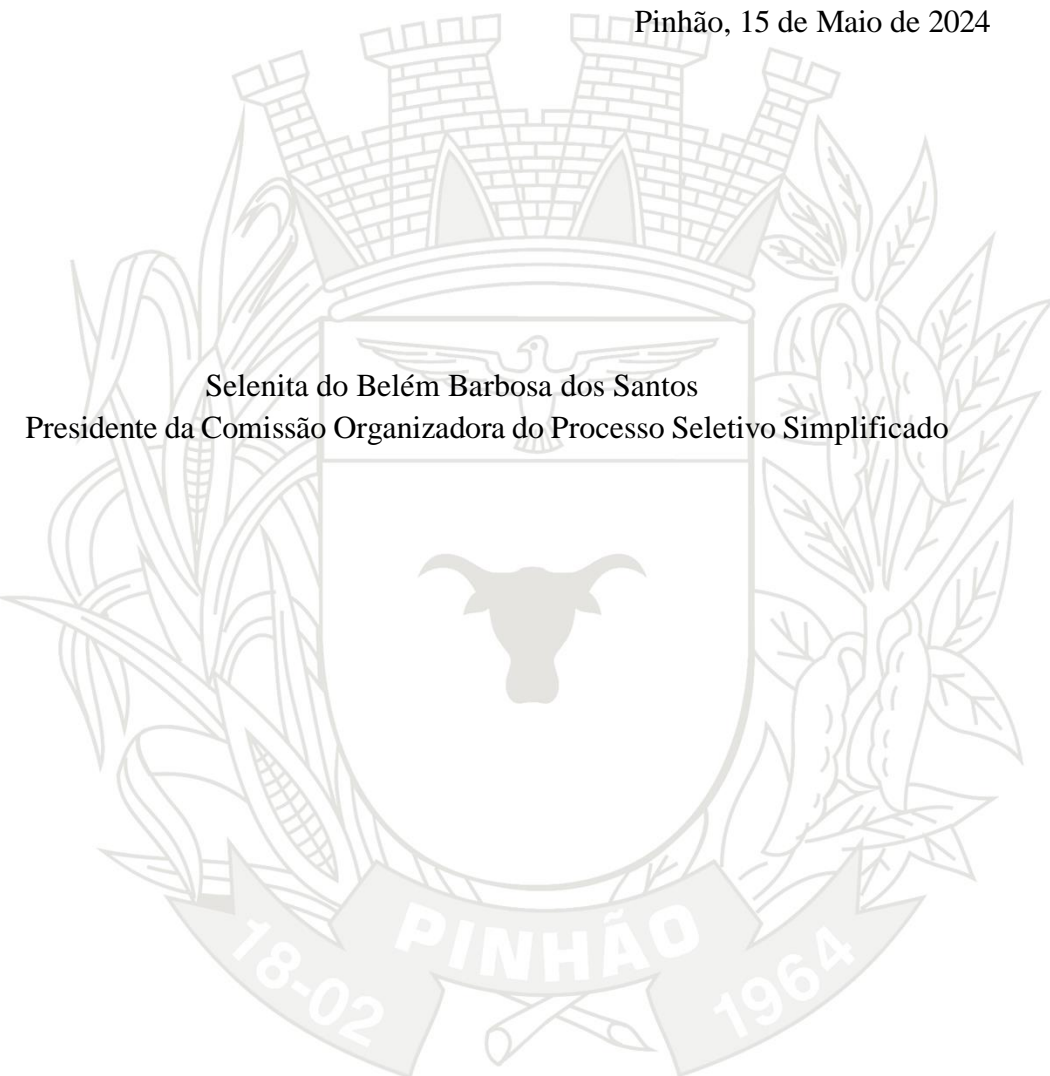 Pinhão, 15 de Maio de 2024
Selenita do Belém Barbosa dos Santos
Presidente da Comissão Organizadora do Processo Seletivo Simplificado
18-02
PINHÃO
1964